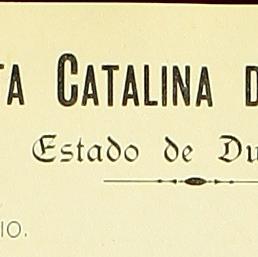 TA CATALINA D
Estado de Du
IO.